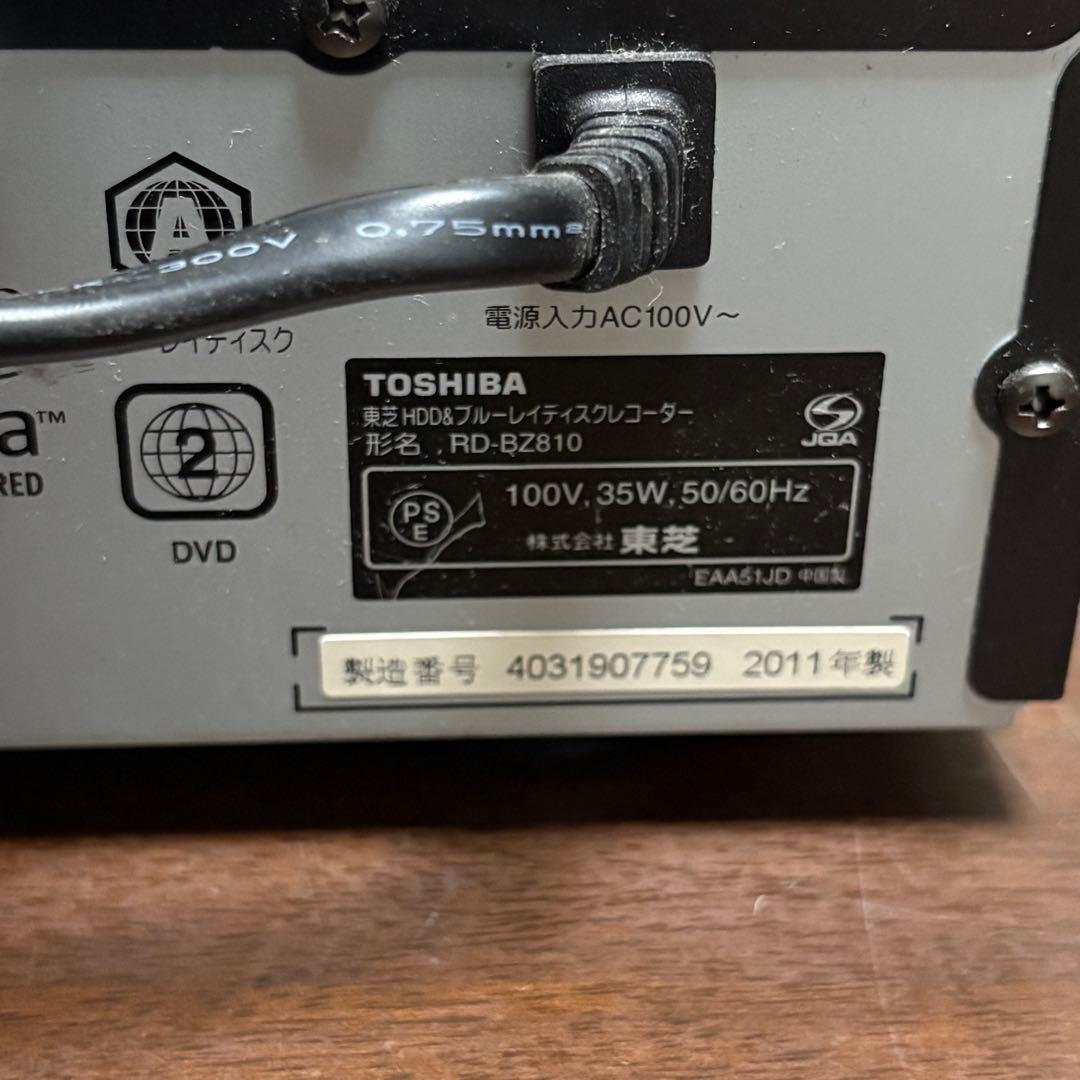 A
300V 0.75mm²
電源入力AC100V～
レイディスク
a™
RED
2
DVD
TOSHIBA
東芝HDD&ブルーレイディスクレコーダー
形名 RD-BZ810
JQA
PS
E
100V, 35W, 50/60Hz
株式会社 東芝
EAA51JD 中国製
製造番号 4031907759 2011年製